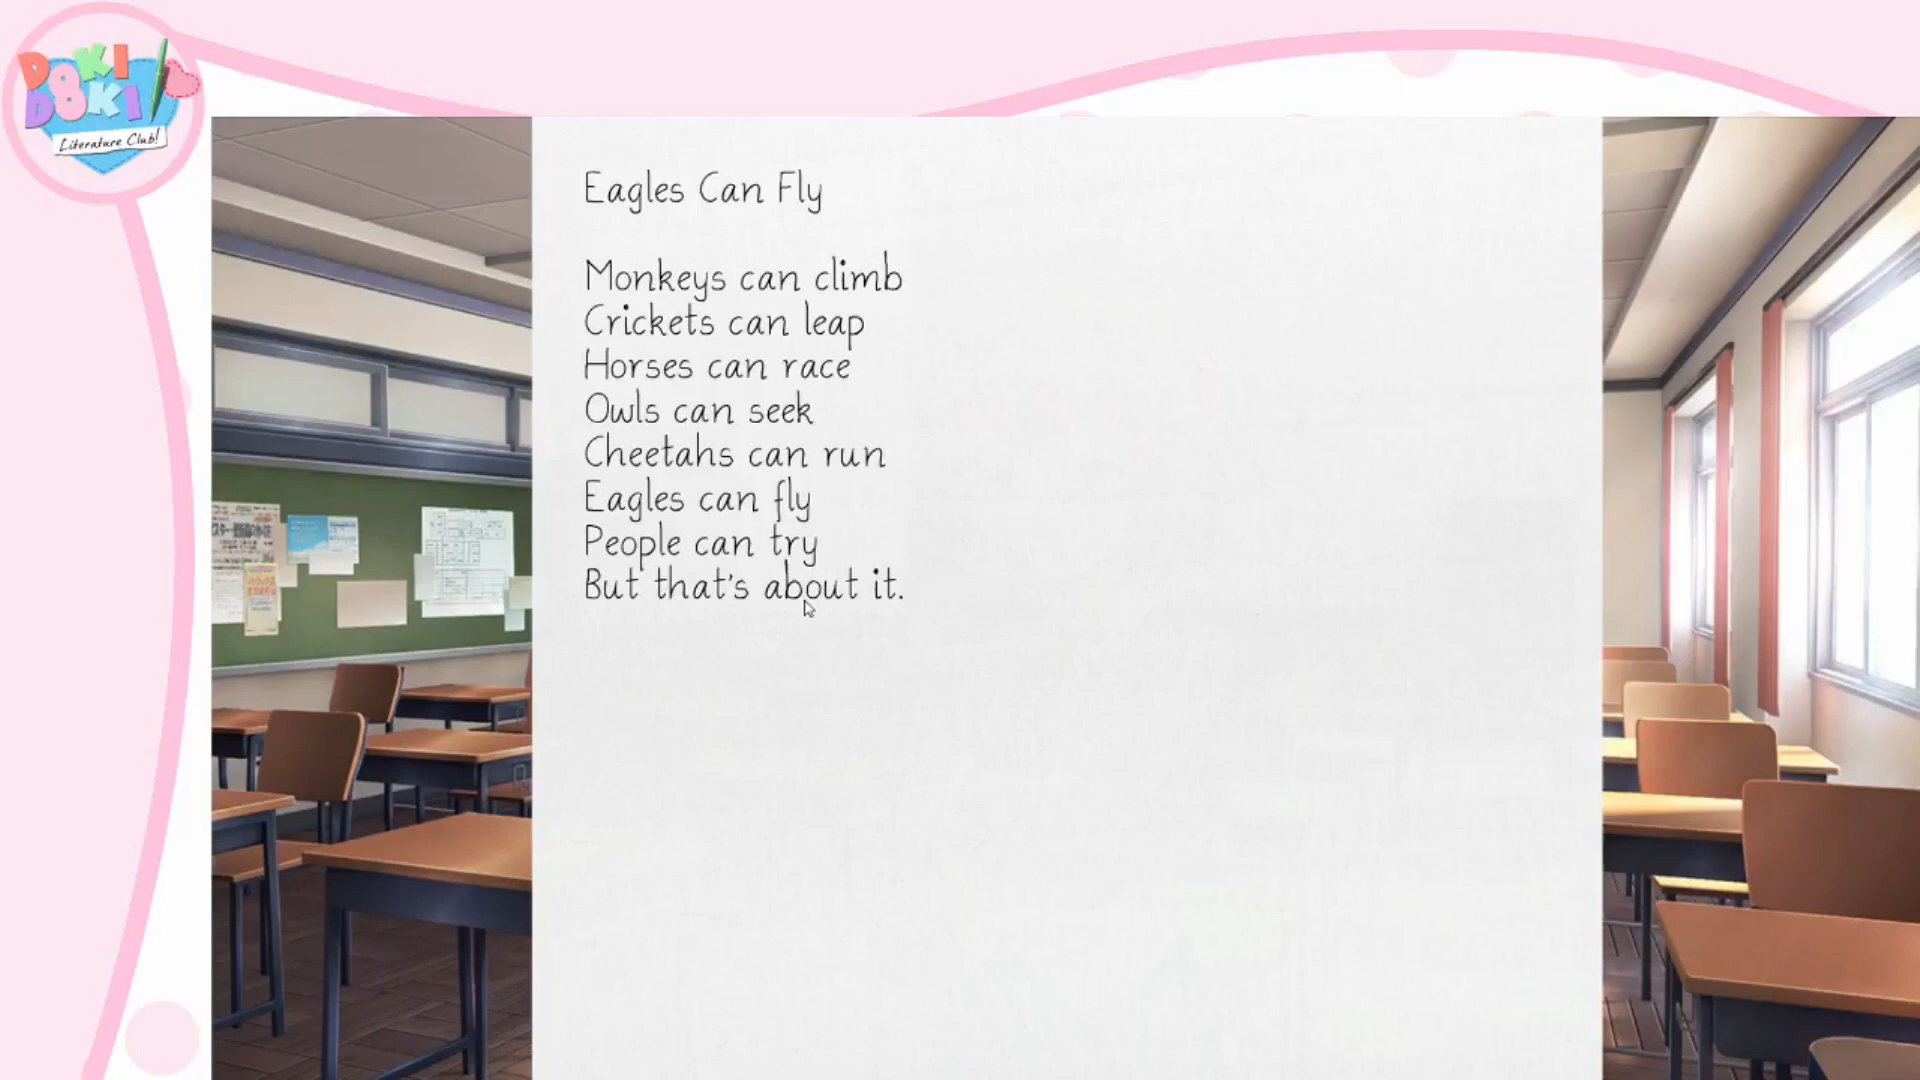 DOKI
DOKI
Literature Club!
Eagles Can Fly
Monkeys can climb
Crickets can leap
Horses can race
Owls can seek
Cheetahs can run
Eagles can fly
People can try
But that's about it.